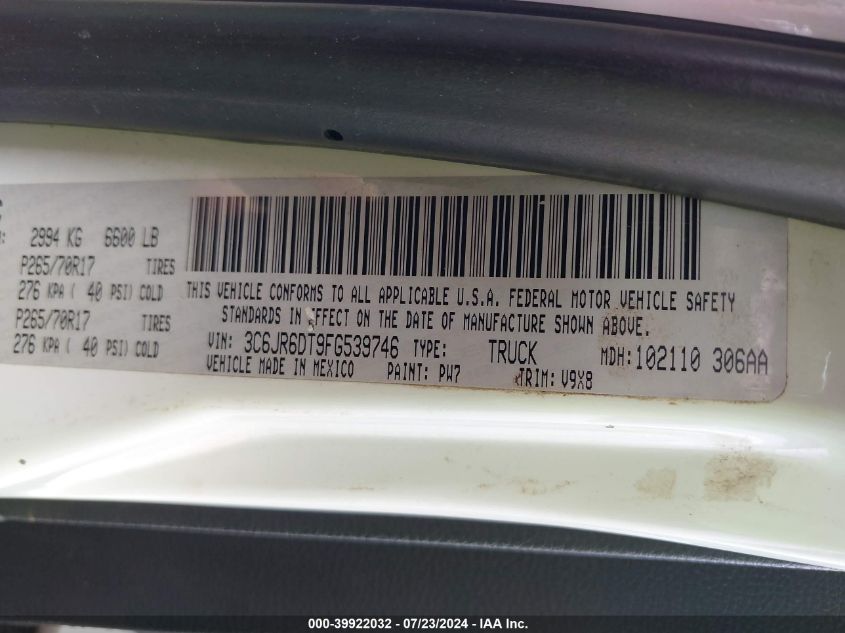 2994 KG 6600 LB
P265/70R17 TIRES
276 KPA ( 40 PSI) COLD
P265/70R17 TIRES
276 KPA ( 40 PSI) COLD
THIS VEHICLE CONFORMS TO ALL APPLICABLE U.S.A. FEDERAL MOTOR VEHICLE SAFETY
STANDARDS IN EFFECT ON THE DATE OF MANUFACTURE SHOWN ABOVE.
VIN: 3C6JR6DT9FG539746 TYPE: TRUCK MDH:102110 306AA
VEHICLE MADE IN MEXICO PAINT: PW7 TRIM: V9X8
000-39922032 - 07/23/2024 - IAA Inc.